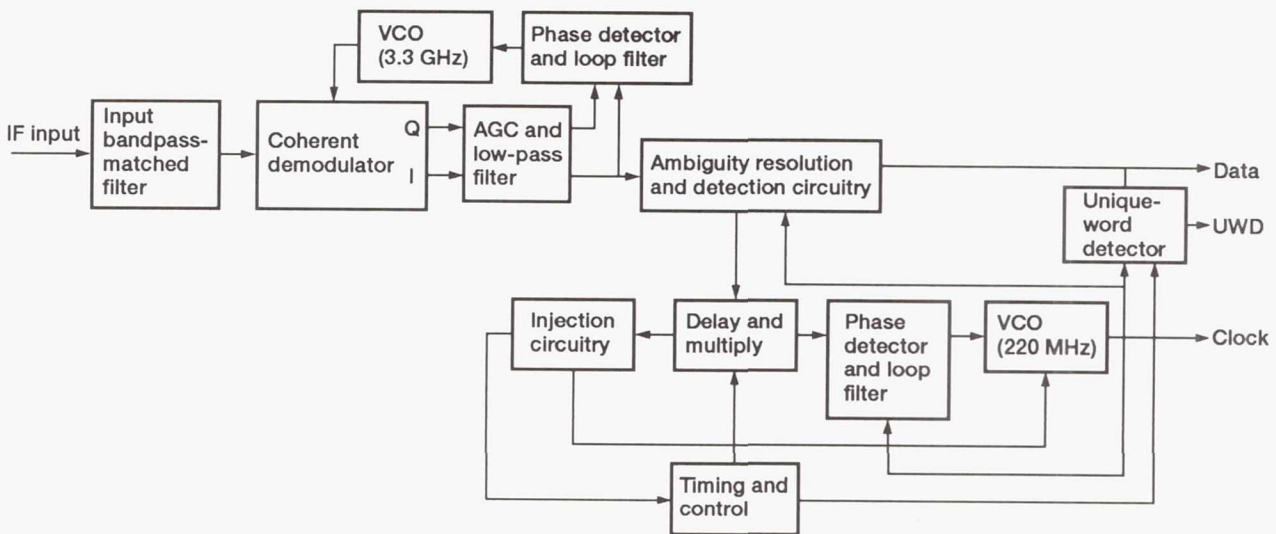 VCO
(3.3 GHz)
Phase detector
and loop filter
IF input
Input
bandpass-
matched
filter
Coherent
demodulator
Q
I
AGC and
low-pass
filter
Ambiguity resolution
and detection circuitry
Data
Unique-
word
detector
UWD
Injection
circuitry
Delay and
multiply
Phase
detector
and loop
filter
VCO
(220 MHz)
Clock
Timing and
control